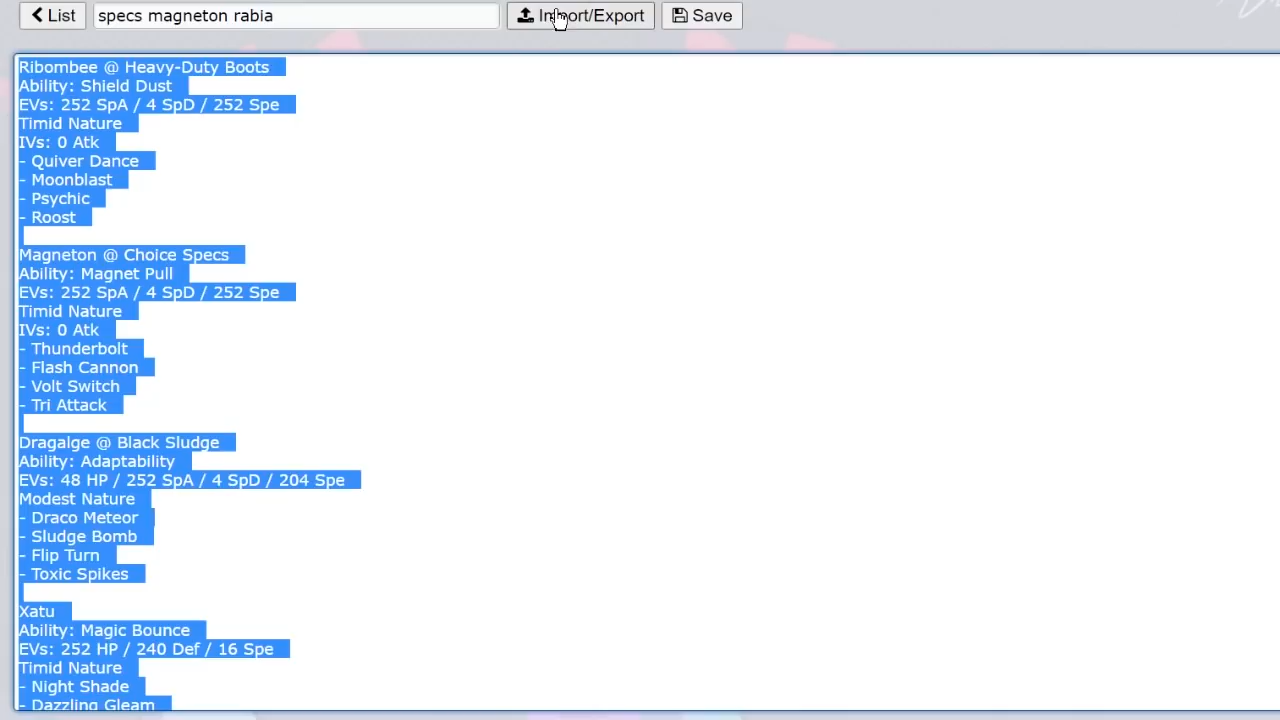 List
specs magneton rabia
Import/Export
Save
Ribombee @ Heavy-Duty Boots
Ability: Shield Dust
EVs: 252 SpA / 4 SpD / 252 Spe
Timid Nature
IVs: 0 Atk
- Quiver Dance
- Moonblast
- Psychic
- Roost
Magneton @ Choice Specs
Ability: Magnet Pull
EVs: 252 SpA / 4 SpD / 252 Spe
Timid Nature
IVs: 0 Atk
- Thunderbolt
- Flash Cannon
- Volt Switch
- Tri Attack
Dragalge @ Black Sludge
Ability: Adaptability
EVs: 48 HP / 252 SpA / 4 SpD / 204 Spe
Modest Nature
- Draco Meteor
- Sludge Bomb
- Flip Turn
- Toxic Spikes
Xatu
Ability: Magic Bounce
EVs: 252 HP / 240 Def / 16 Spe
Timid Nature
- Night Shade
- Dazzling Gleam